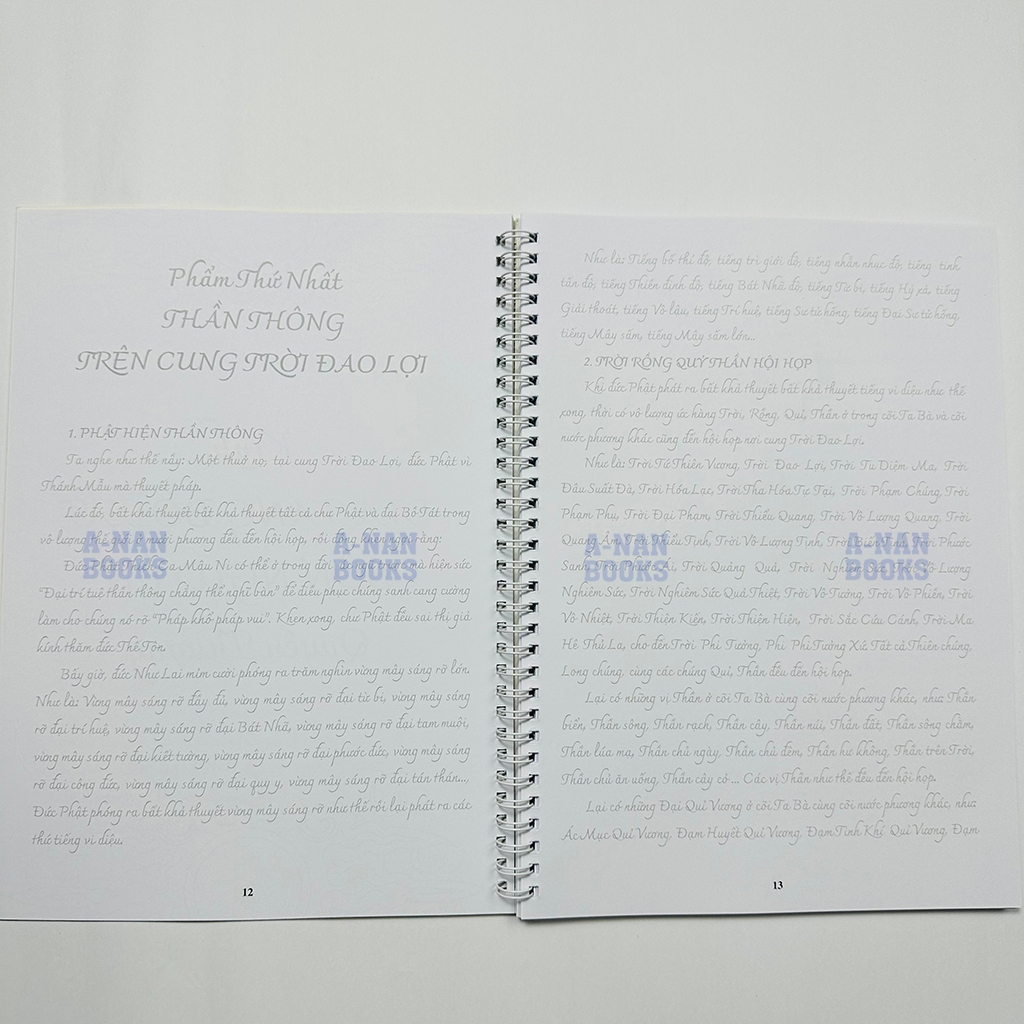 Phẩm Thứ Nhất
THẦN THÔNG
TRÊN CUNG TRỜI ĐAO LỢI
1. PHẬT HIỆN THẦN THÔNG
Ta nghe như thế này: Một thuở nọ, tại cung Trời Đao Lợi, đức Phật vì
Thánh Mẫu mà thuyết pháp.
Lúc đó, bất khả thuyết bất khả thuyết tất cả chư Phật và đại Bồ Tát trong
vô lượng thế giới ở mười phương đều đến hội họp, rồi đồng khen ngợi rằng:
Đức Phật Thích Ca Mâu Ni có thể ở trong đời ác ngũ trược mà hiện sức
"Đại trí tuệ thần thông chẳng thể nghĩ bàn" để điều phục chúng sanh cang cường
làm cho chúng nó rõ "Pháp khổ pháp vui". Khen xong, chư Phật đều sai thị giả
kính thăm đức Thế Tôn.
Bấy giờ, đức Như Lai mỉm cười phóng ra trăm nghìn vừng mây sáng rỡ lớn.
Như là: Vừng mây sáng rỡ đầy đủ, vừng mây sáng rỡ đại từ bi, vừng mây sáng
rỡ đại trí huệ, vừng mây sáng rỡ đại Bát Nhã, vừng mây sáng rỡ đại tam muội,
vừng mây sáng rỡ đại kiết tường, vừng mây sáng rỡ đại phước đức, vừng mây sáng
rỡ đại công đức, vừng mây sáng rỡ đại quy y, vừng mây sáng rỡ đại tán thán...,
Đức Phật phóng ra bất khả thuyết vừng mây sáng rỡ như thế rồi lại phát ra các
thứ tiếng vi diệu.
12
Như là: Tiếng bố thí độ, tiếng trì giới độ, tiếng nhẫn nhục độ, tiếng tinh
tấn độ, tiếng Thiền định độ, tiếng Bát Nhã độ, tiếng Từ bi, tiếng Hỷ xả, tiếng
Giải thoát, tiếng Vô lậu, tiếng Trí huệ, tiếng Sư tử hống, tiếng Đại Sư tử hống,
tiếng Mây sấm, tiếng Mây sấm lớn...
2. TRỜI RỒNG QUỶ THẦN HỘI HỌP
Khi đức Phật phát ra bất khả thuyết bất khả thuyết tiếng vi diệu như thế
xong, thời có vô lượng ức hàng Trời, Rồng, Quỉ, Thần ở trong cõi Ta Bà và cõi
nước phương khác cũng đến hội họp nơi cung Trời Đao Lợi.
Như là: Trời Tứ Thiên Vương, Trời Đao Lợi, Trời Tu Diệm Ma, Trời
Đâu Suất Đà, Trời Hóa Lạc, Trời Tha Hóa Tự Tại, Trời Phạm Chúng, Trời
Phạm Phụ, Trời Đại Phạm, Trời Thiểu Quang, Trời Vô Lượng Quang, Trời
Quang Âm, Trời Thiểu Tịnh, Trời Vô Lượng Tịnh, Trời Biến Tịnh, Trời Phước
Sanh, Trời Phước Ái, Trời Quảng Quả, Trời Nghiêm Sức, Trời Vô Lượng
Nghiêm Sức, Trời Nghiêm Sức Quả Thiệt, Trời Vô Tưởng, Trời Vô Phiền, Trời
Vô Nhiệt, Trời Thiện Kiến, Trời Thiện Hiện, Trời Sắc Cứu Cánh, Trời Ma
Hê Thủ La, cho đến Trời Phi Tưởng, Phi Phi Tưởng Xứ. Tất cả Thiên chúng,
Long chúng, cùng các chúng Quỉ, Thần đều đến hội họp.
Lại có những vị Thần ở cõi Ta Bà cùng cõi nước phương khác, như: Thần
biển, Thần sông, Thần rạch, Thần cây, Thần núi, Thần đất, Thần sông chằm,
Thần lúa mạ, Thần chủ ngày, Thần chủ đêm, Thần hư không, Thần trên Trời,
Thần chủ ăn uống, Thần cây cỏ ... Các vị Thần như thế đều đến hội họp.
Lại có những Đại Quỉ Vương ở cõi Ta Bà cùng cõi nước phương khác, như:
Ác Mục Quỉ Vương, Đạm Huyết Quỉ Vương, Đạm Tinh Khí Quỉ Vương, Đạm
13
A-NAN BOOKS
A-NAN BOOKS
A-NAN BOOKS
A-NAN BOOKS